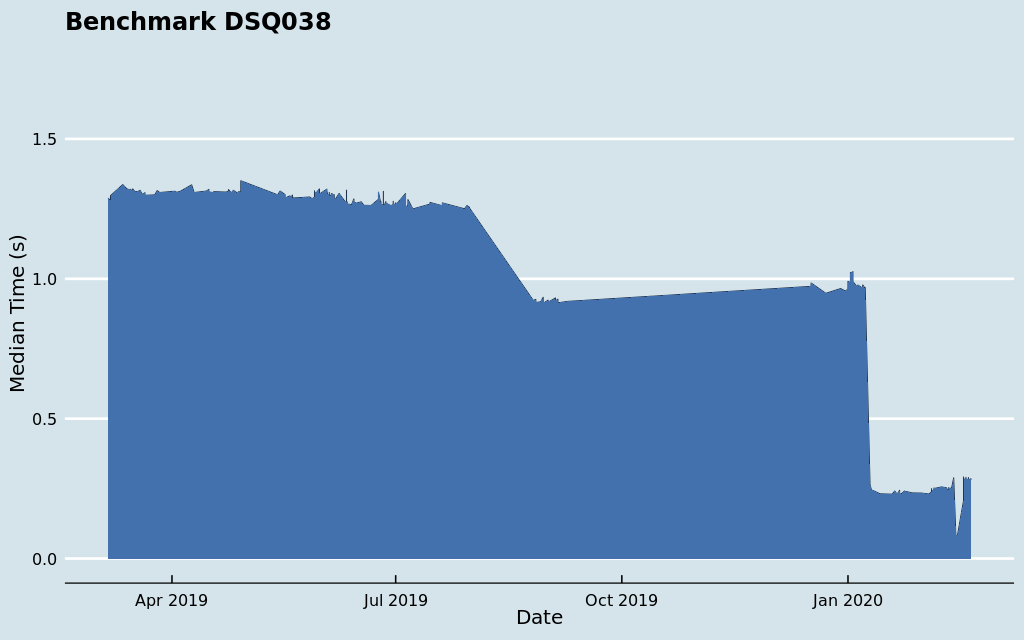 Benchmark DSQ038
Median Time (s)
1.5
1.0
0.5
0.0
Apr 2019
Jul 2019
Oct 2019
Jan 2020
Date